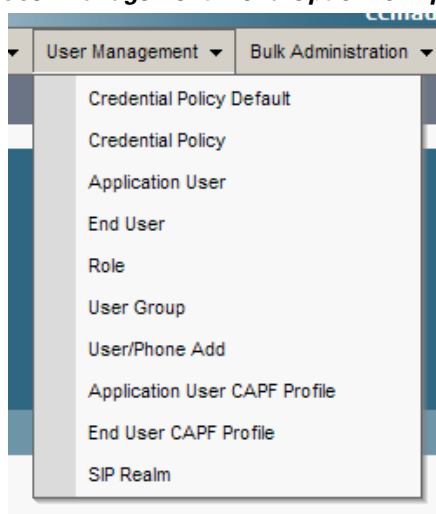 User Management
Bulk Administration
Credential Policy Default
Credential Policy
Application User
End User
Role
User Group
User/Phone Add
Application User CAPF Profile
End User CAPF Profile
SIP Realm